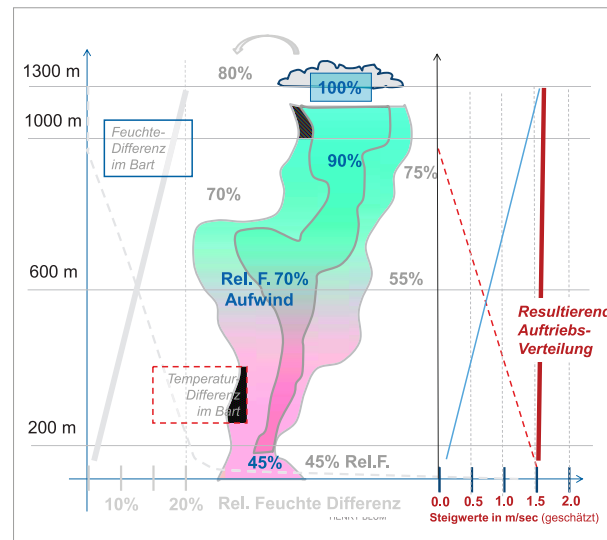 1300 m
80%
100%
1000 m
Feuchte-
Differenz
im Bart
90%
75%
70%
600 m
Rel. F. 70%
Aufwind
55%
Resultierend
Auftriebs-
Verteilung
Temperatur-
Differenz
im Bart
200 m
45%
45% Rel.F.
10%
20%
Rel. Feuchte Differenz
HENRY BLUM
0.0
0.5
1.0
1.5
2.0
Steigwerte in m/sec (geschätzt)